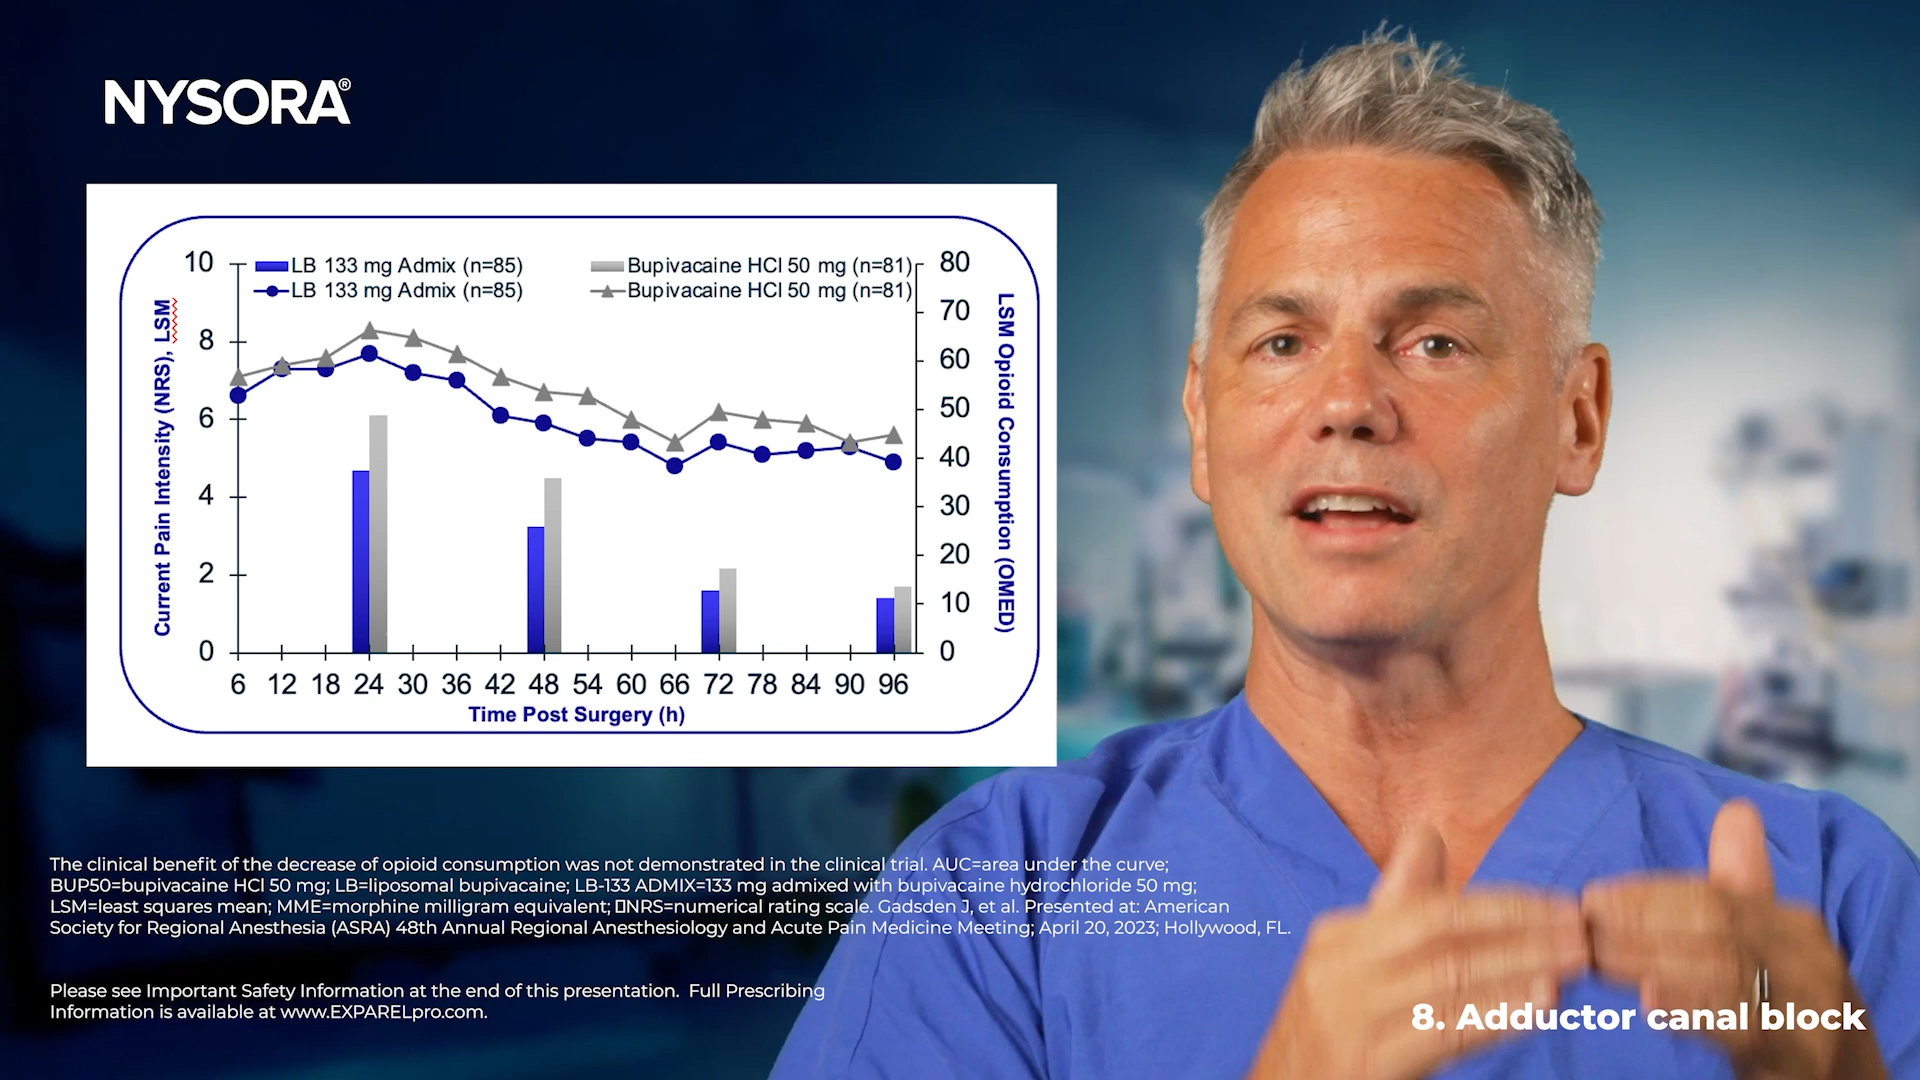 NYSORA®
LB 133 mg Admix (n=85)
Bupivacaine HCl 50 mg (n=81)
LB 133 mg Admix (n=85)
Bupivacaine HCl 50 mg (n=81)
Current Pain Intensity (NRS), LSM
10
8
6
4
2
0
80
70
60
50
40
30
20
10
0
LSM Opioid Consumption (OMED)
6 12 18 24 30 36 42 48 54 60 66 72 78 84 90 96
Time Post Surgery (h)
The clinical benefit of the decrease of opioid consumption was not demonstrated in the clinical trial. AUC=area under the curve;
BUP50=bupivacaine HCl 50 mg; LB=liposomal bupivacaine; LB-133 ADMIX=133 mg admixed with bupivacaine hydrochloride 50 mg;
LSM=least squares mean; MME=morphine milligram equivalent; NRS=numerical rating scale. Gadsden J, et al. Presented at: American
Society for Regional Anesthesia (ASRA) 48th Annual Regional Anesthesiology and Acute Pain Medicine Meeting; April 20, 2023; Hollywood, FL.
Please see Important Safety Information at the end of this presentation. Full Prescribing
Information is available at www.EXPARELpro.com.
8. Adductor canal block